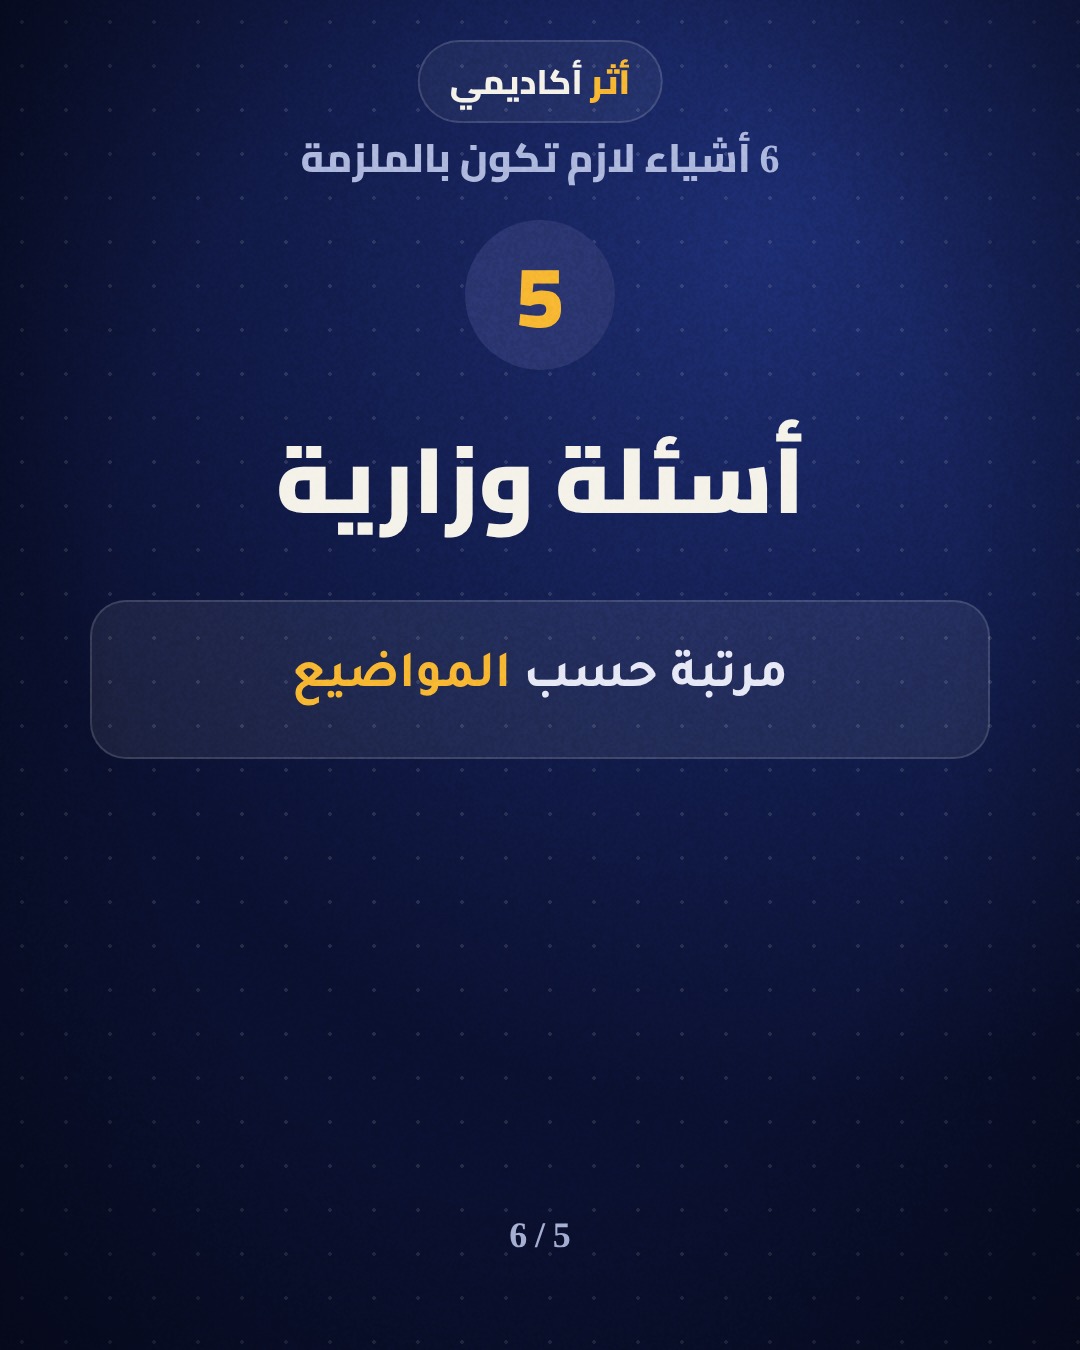 أثر أكاديمي
6 أشياء لازم تكون بالملزمة
5
أسئلة وزارية
مرتبة حسب المواضيع
5 / 6